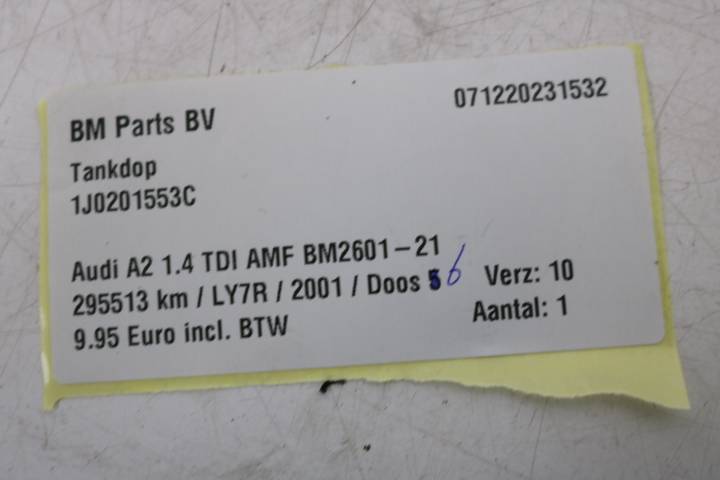 BM Parts BV 071220231532
Tankdop
1J0201553C
Audi A2 1.4 TDI AMF BM2601-21
295513 km / LY7R / 2001 / Doos 5 6 Verz: 10
9.95 Euro incl. BTW Aantal: 1